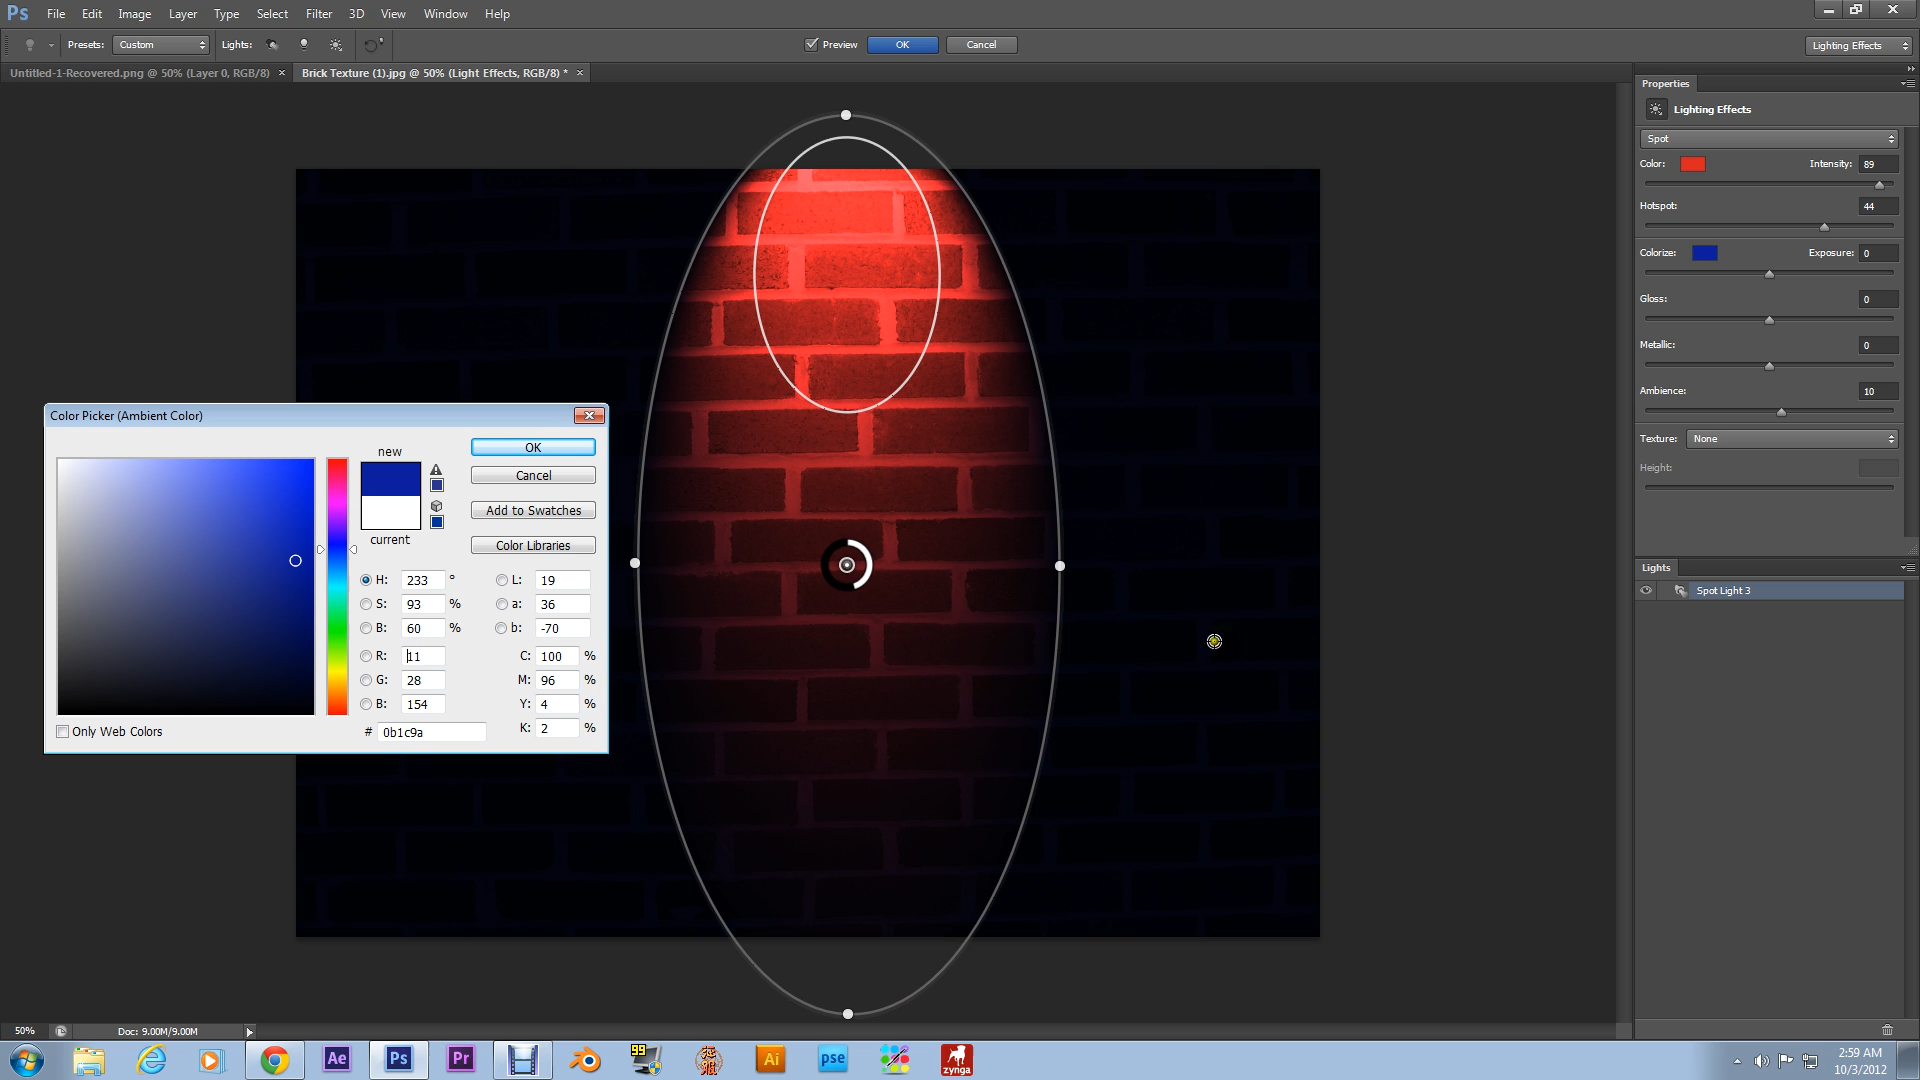 Ps File Edit Image Layer Type Select Filter 3D View Window Help
Presets: Custom Lights: Preview OK Cancel Lighting Effects
Untitled-1-Recovered.png @ 50% (Layer 0, RGB/8) × Brick Texture (1).jpg @ 50% (Light Effects, RGB/8) * ×
Properties
Lighting Effects
Spot
Color: Intensity: 89
Hotspot: 44
Colorize: Exposure: 0
Gloss: 0
Metallic: 0
Ambience: 10
Texture: None
Height:
Lights
Spot Light 3
Color Picker (Ambient Color)
new
current
OK
Cancel
Add to Swatches
Color Libraries
H: 233 ° L: 19
S: 93 % a: 36
B: 60 % b: -70
R: 11 C: 100 %
G: 28 M: 96 %
B: 154 Y: 4 %
# 0b1c9a K: 2 %
Only Web Colors
50% Doc: 9.00M/9.00M
Ae Ps Pr 99 Ai pse zynga
2:59 AM
10/3/2012